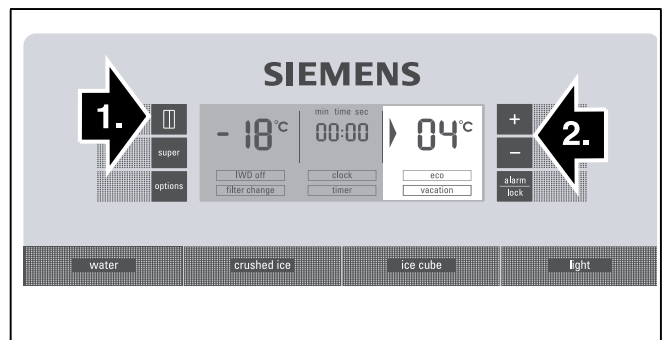 SIEMENS
1.
super
options
- 18°C
min time sec
00:00
04°C
IWD off
clock
eco
filter change
timer
vacation
+
−
alarm
lock
2.
water
crushed ice
ice cube
light